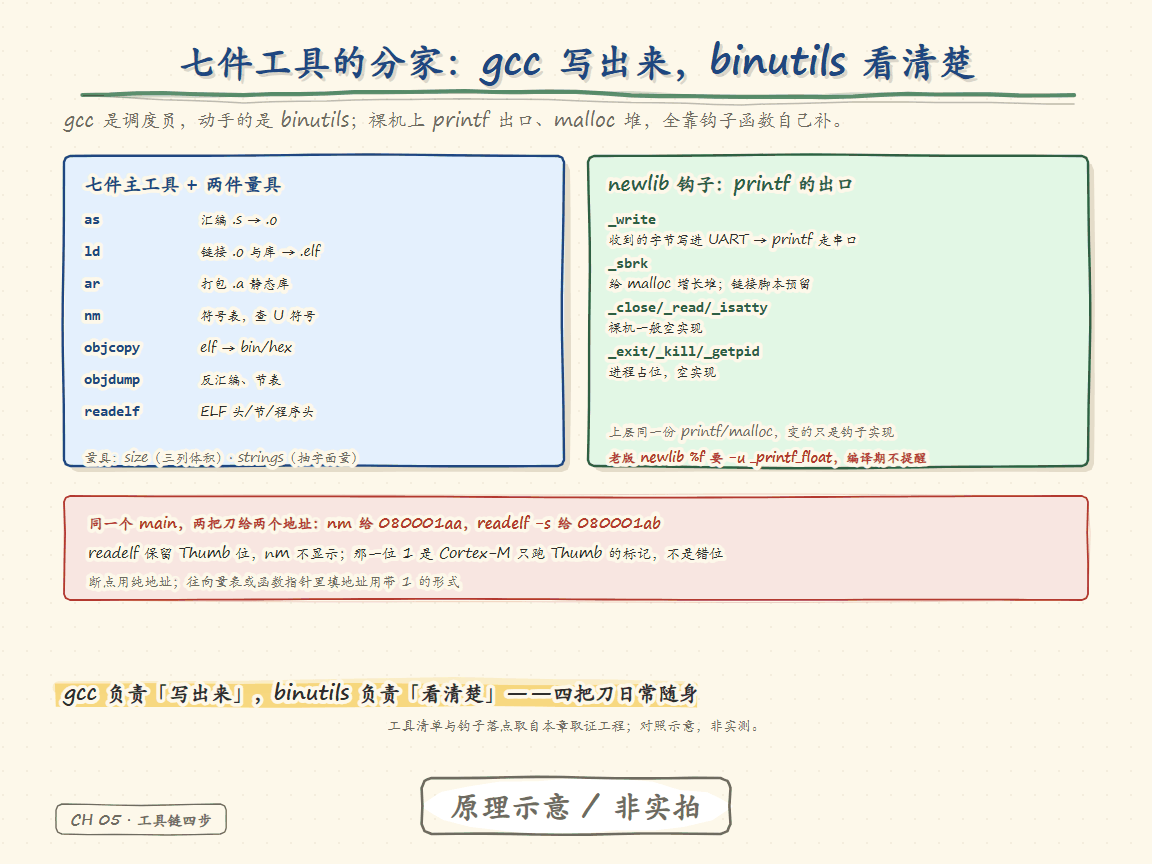 七件工具的分家：gcc 写出来，binutils 看清楚
gcc 是调度员，动手的是 binutils；裸机上 printf 出口、malloc 堆，全靠钩子函数自己补。
七件主工具 + 两件量具
as 汇编 .s → .o
ld 链接 .o 与库 → .elf
ar 打包 .a 静态库
nm 符号表，查 U 符号
objcopy elf → bin/hex
objdump 反汇编、节表
readelf ELF 头/节/程序头
量具：size（三列体积）· strings（抽字面量）
newlib 钩子：printf 的出口
_write
收到的字节写进 UART → printf 走串口
_sbrk
给 malloc 增长堆；链接脚本预留
_close/_read/_isatty
裸机一般空实现
_exit/_kill/_getpid
进程占位，空实现
上层同一份 printf/malloc，变的只是钩子实现
老版 newlib %f 要 -u _printf_float，编译期不提醒
同一个 main，两把刀给两个地址：nm 给 080001aa，readelf -s 给 080001ab
readelf 保留 Thumb 位，nm 不显示；那一位 1 是 Cortex-M 只跑 Thumb 的标记，不是错位
断点用纯地址；往向量表或函数指针里填地址用带 1 的形式
gcc 负责「写出来」，binutils 负责「看清楚」——四把刀日常随身
工具清单与钩子落点取自本章取证工程；对照示意，非实测。
原理示意 / 非实拍
CH 05 · 工具链四步